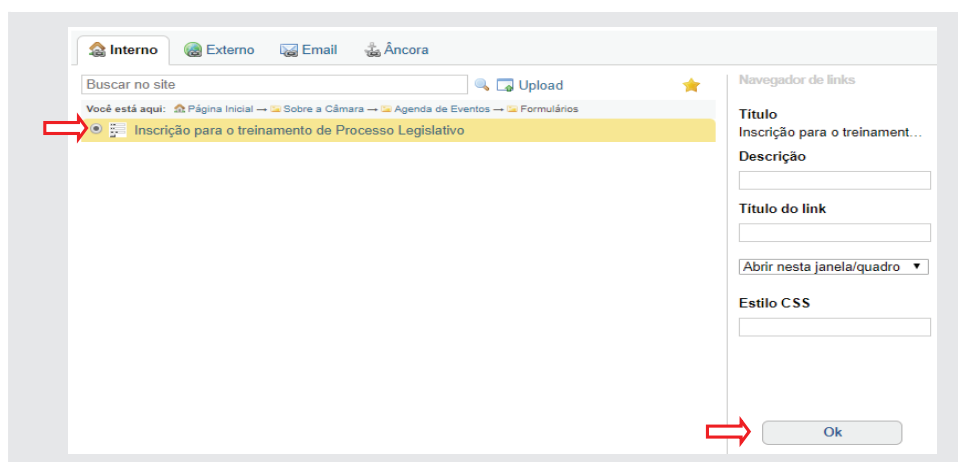 Interno Externo Email Âncora
Buscar no site Upload
Você está aqui: Página Inicial → Sobre a Câmara → Agenda de Eventos → Formulários
Inscrição para o treinamento de Processo Legislativo
Navegador de links
Título
Inscrição para o treinament...
Descrição
Título do link
Abrir nesta janela/quadro
Estilo CSS
Ok